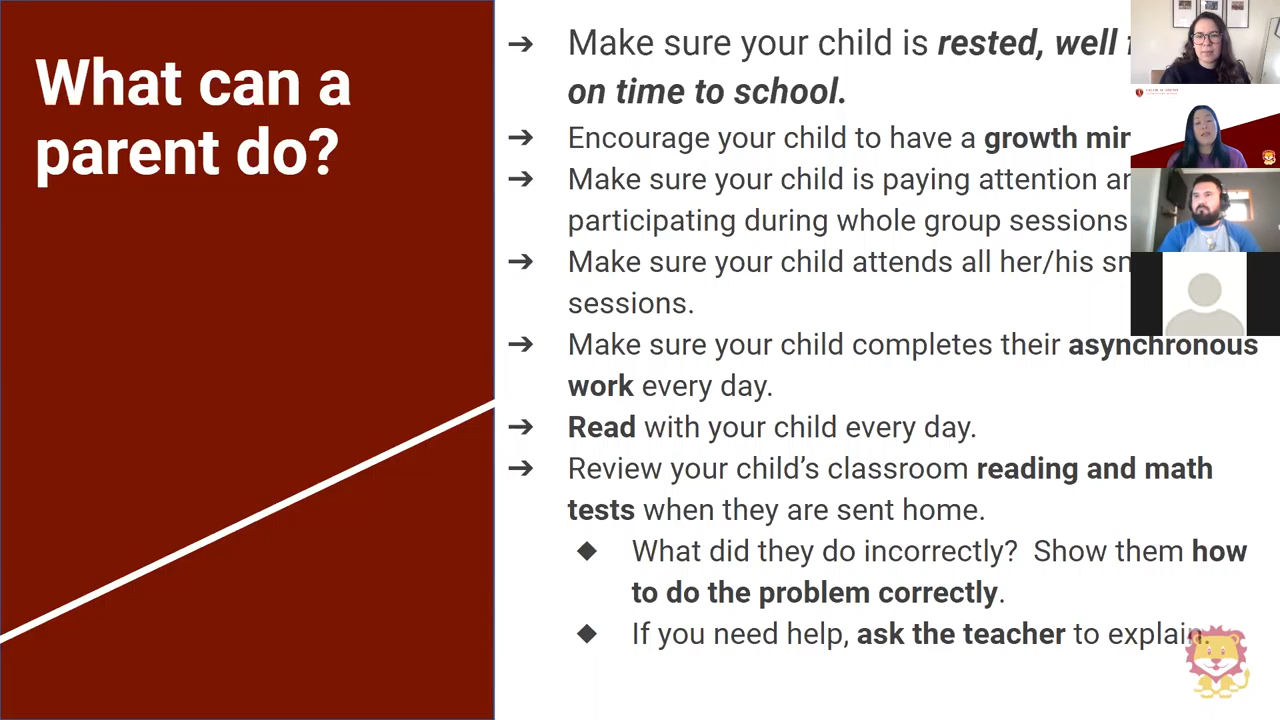 What can a
parent do?
→ Make sure your child is rested, well
on time to school.
→ Encourage your child to have a growth
→ Make sure your child is paying attention
participating during whole group sessions
→ Make sure your child attends all her/his
sessions.
→ Make sure your child completes their asynchronous
work every day.
→ Read with your child every day.
→ Review your child’s classroom reading and math
tests when they are sent home.
◆ What did they do incorrectly? Show them how
to do the problem correctly.
◆ If you need help, ask the teacher to explain.